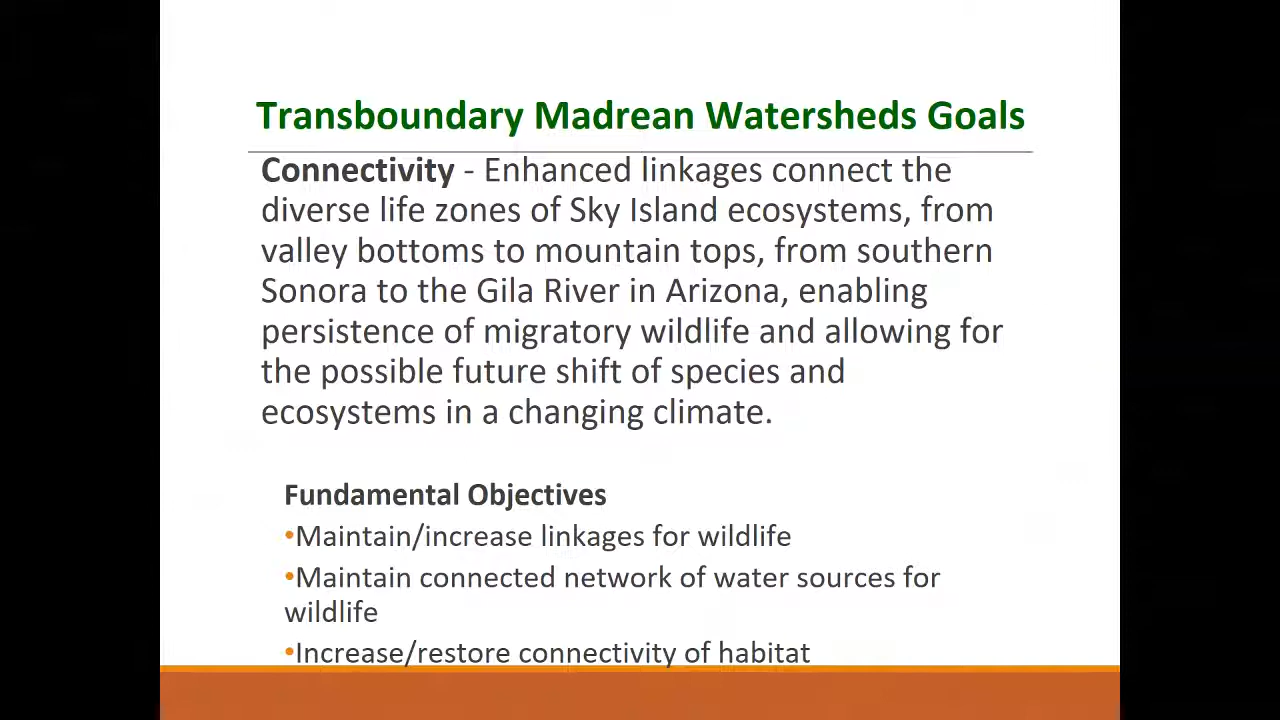 Transboundary Madrean Watersheds Goals
Connectivity - Enhanced linkages connect the
diverse life zones of Sky Island ecosystems, from
valley bottoms to mountain tops, from southern
Sonora to the Gila River in Arizona, enabling
persistence of migratory wildlife and allowing for
the possible future shift of species and
ecosystems in a changing climate.
Fundamental Objectives
•Maintain/increase linkages for wildlife
•Maintain connected network of water sources for
wildlife
•Increase/restore connectivity of habitat